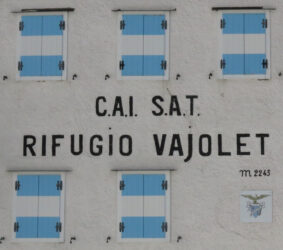 C.A.I. S.A.T.
RIFUGIO VAJOLET
m 2243